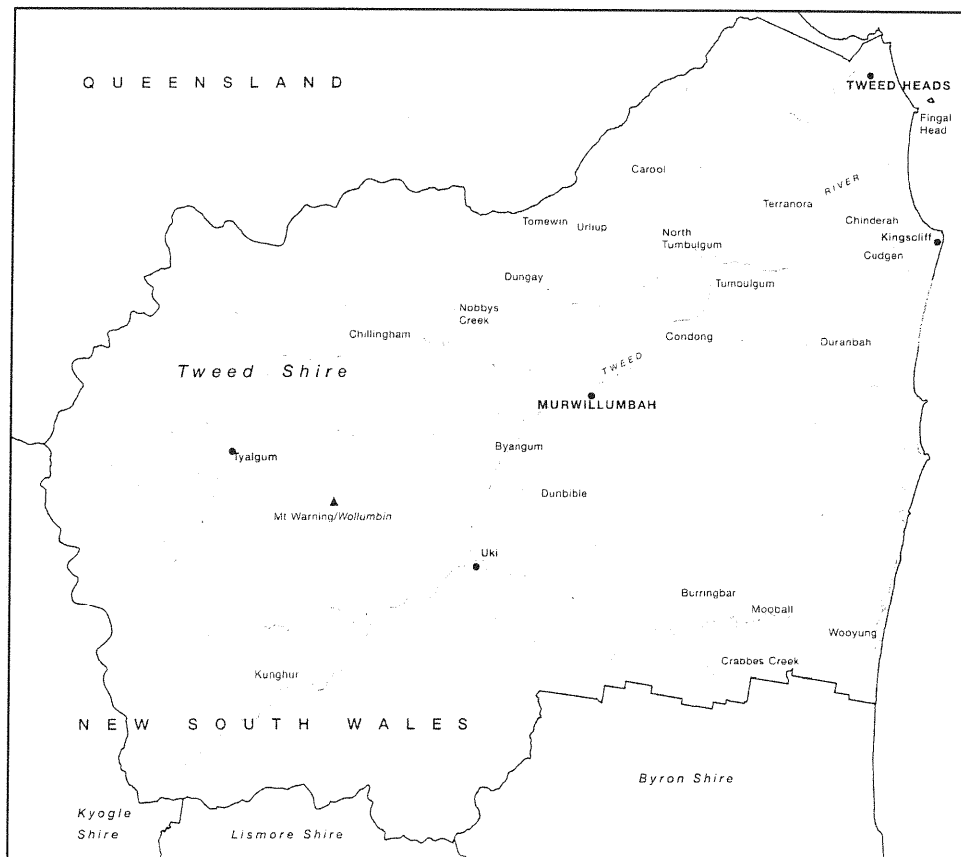 QUEENSLAND
TWEED HEADS
Fingal
Head
Carool
RIVER
Terranora
Chinderah
Tomewin
Urliup
North
Tumbulgum
Kingscliff
Cudgen
Dungay
Tumbulgum
Nobbys
Creek
Chillingham
Condong
Duranbah
Tweed Shire
TWEED
MURWILLUMBAH
Byangum
Tyalgum
Dunbible
Mt Warning/Wollumbin
Uki
Burringbar
Mooball
Wooyung
Crabbes Creek
Kunghur
NEW SOUTH WALES
Byron Shire
Kyogle
Shire
Lismore Shire